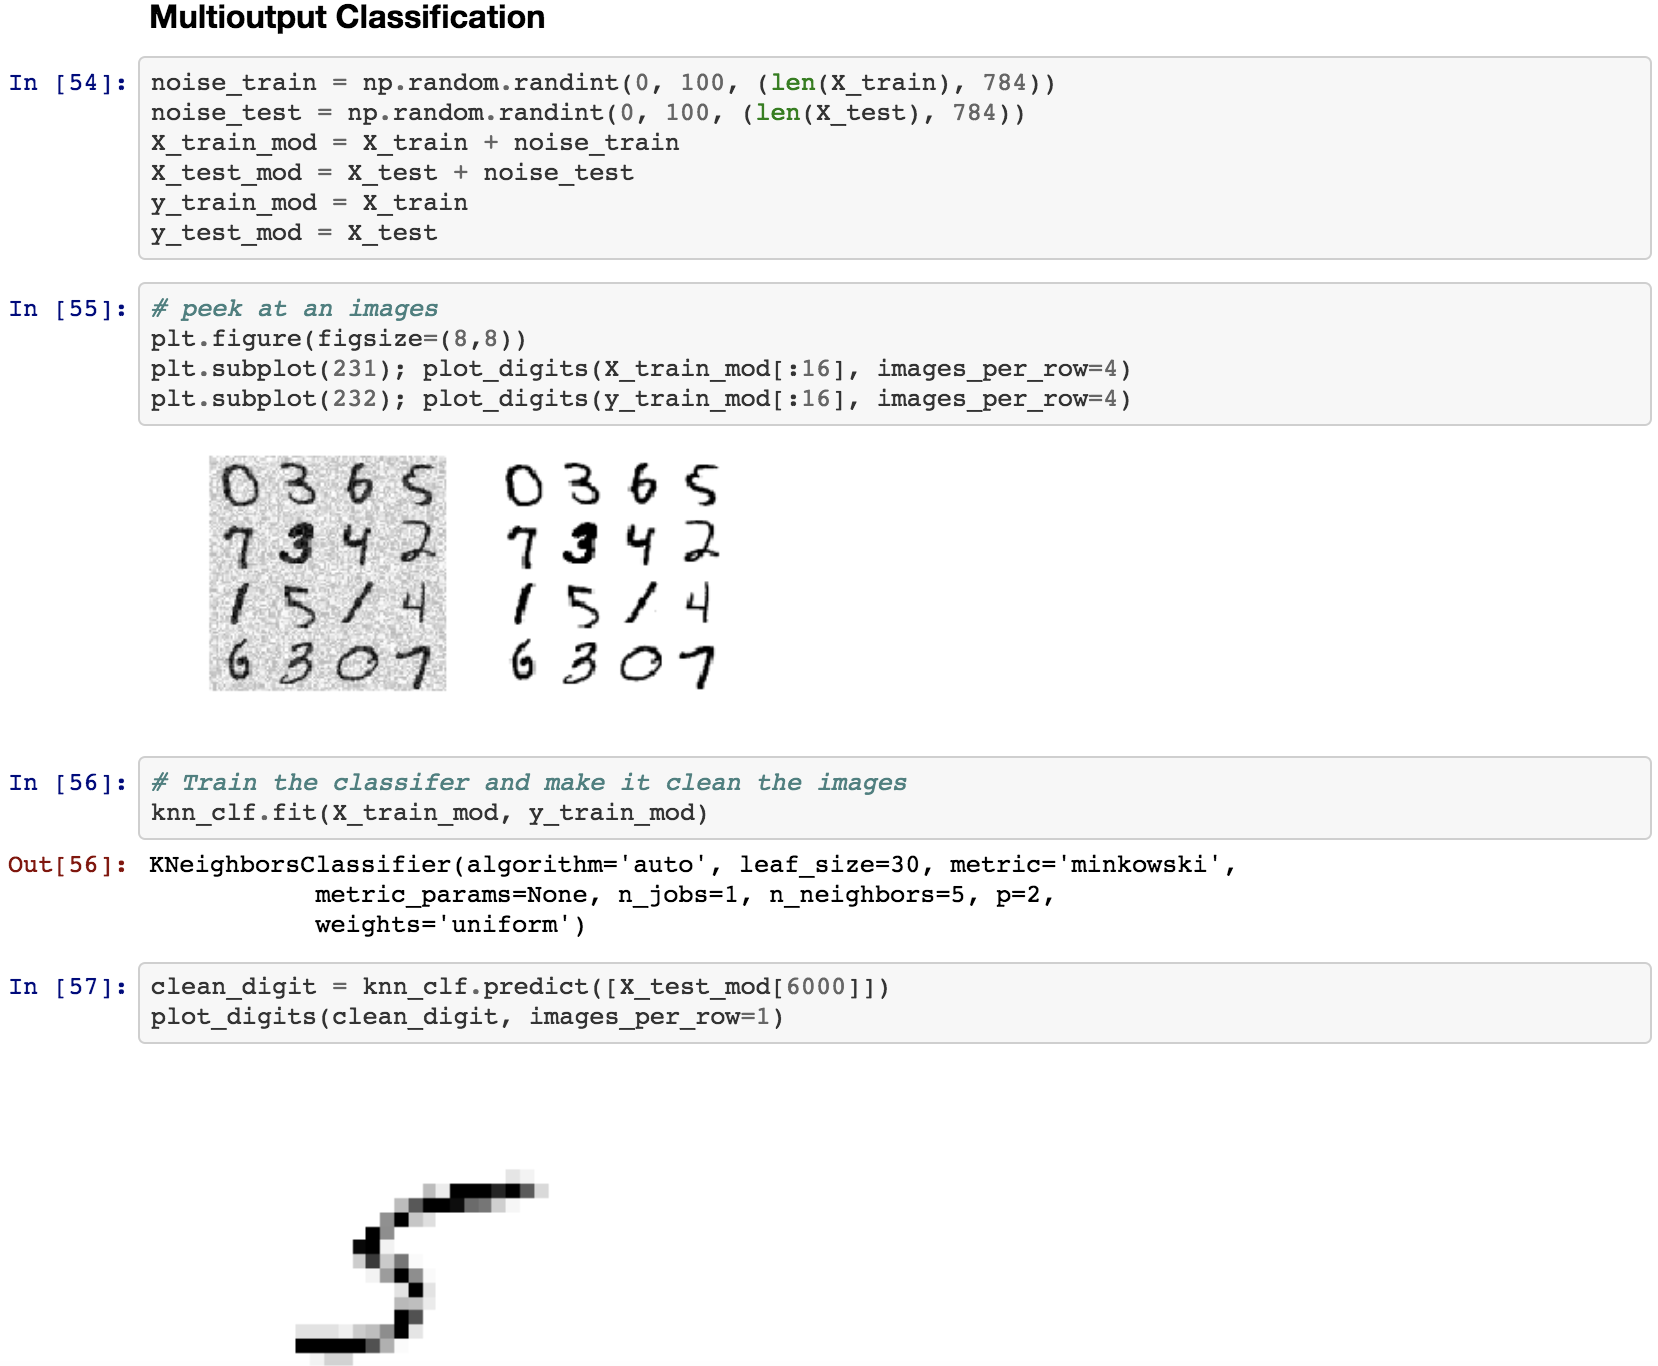 Multioutput Classification
In [54]:
noise_train = np.random.randint(0, 100, (len(X_train), 784))
noise_test = np.random.randint(0, 100, (len(X_test), 784))
X_train_mod = X_train + noise_train
X_test_mod = X_test + noise_test
y_train_mod = X_train
y_test_mod = X_test
In [55]:
# peek at an images
plt.figure(figsize=(8,8))
plt.subplot(231); plot_digits(X_train_mod[:16], images_per_row=4)
plt.subplot(232); plot_digits(y_train_mod[:16], images_per_row=4)
0 3 6 5
7 3 4 2
1 5 1 4
6 3 0 7
0 3 6 5
7 3 4 2
1 5 1 4
6 3 0 7
In [56]:
# Train the classifer and make it clean the images
knn_clf.fit(X_train_mod, y_train_mod)
Out[56]:
KNeighborsClassifier(algorithm='auto', leaf_size=30, metric='minkowski',
metric_params=None, n_jobs=1, n_neighbors=5, p=2,
weights='uniform')
In [57]:
clean_digit = knn_clf.predict([X_test_mod[6000]])
plot_digits(clean_digit, images_per_row=1)
5